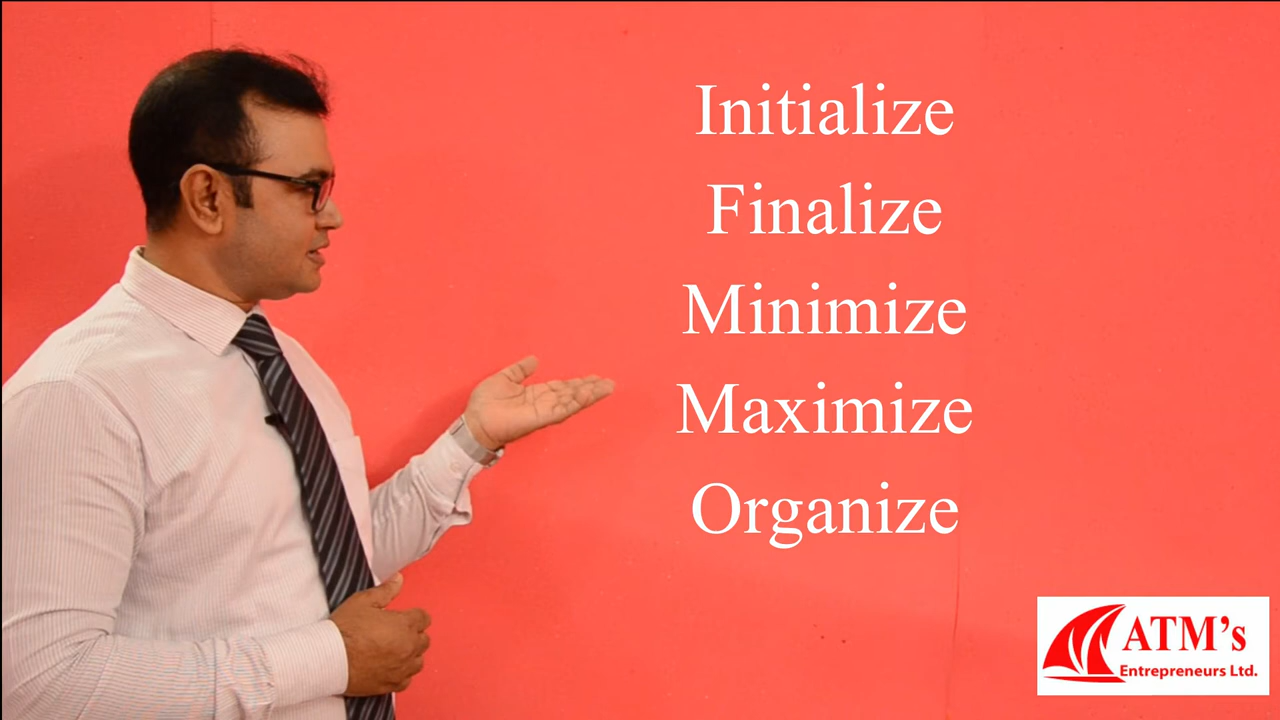 Initialize
Finalize
Minimize
Maximize
Organize
ATM's
Entrepreneurs Ltd.